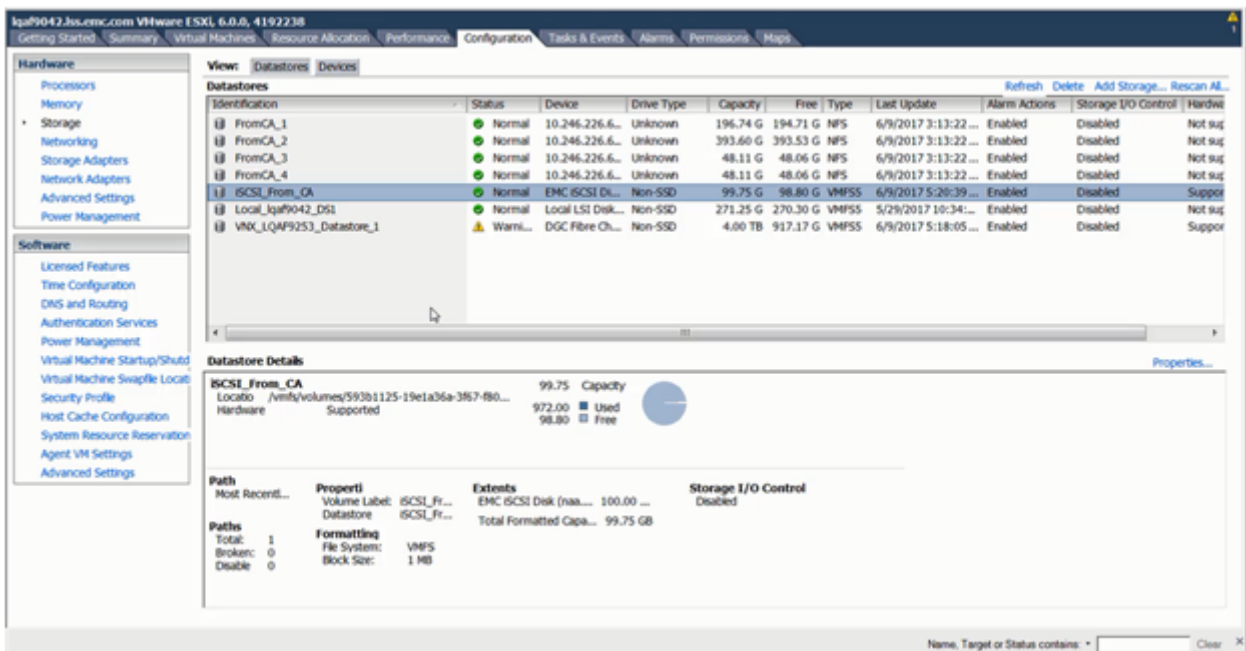 lqaf9042.lss.emc.com VMware ESXi, 6.0.0, 4192238
Getting Started Summary Virtual Machines Resource Allocation Performance Configuration Tasks & Events Alarms Permissions Maps
Hardware
Processors
Memory
Storage
Networking
Storage Adapters
Network Adapters
Advanced Settings
Power Management
Software
Licensed Features
Time Configuration
DNS and Routing
Authentication Services
Power Management
Virtual Machine Startup/Shutd
Virtual Machine Swapfile Locati
Security Profile
Host Cache Configuration
System Resource Reservation
Agent VM Settings
Advanced Settings
View: Datastores Devices
Datastores
Refresh Delete Add Storage... Rescan All...
Identification Status Device Drive Type Capacity Free Type Last Update Alarm Actions Storage I/O Control Hardwa
FromCA_1 Normal 10.246.226.6... Unknown 196.74 G 194.71 G NFS 6/9/2017 3:13:22 ... Enabled Disabled Not sup
FromCA_2 Normal 10.246.226.6... Unknown 393.60 G 393.53 G NFS 6/9/2017 3:13:22 ... Enabled Disabled Not sup
FromCA_3 Normal 10.246.226.6... Unknown 48.11 G 48.06 G NFS 6/9/2017 3:13:22 ... Enabled Disabled Not sup
FromCA_4 Normal 10.246.226.6... Unknown 48.11 G 48.06 G NFS 6/9/2017 3:13:22 ... Enabled Disabled Not sup
iSCSI_From_CA Normal EMC iSCSI Di... Non-SSD 99.75 G 98.80 G VMFS5 6/9/2017 5:20:39 ... Enabled Disabled Suppor
Local_lqaf9042_DS1 Normal Local LSI Disk... Non-SSD 271.25 G 270.30 G VMFS5 5/29/2017 10:34:... Enabled Disabled Not sup
VNX_LQAF9253_Datastore_1 Warni... DGC Fibre Ch... Non-SSD 4.00 TB 917.17 G VMFS5 6/9/2017 5:18:05 ... Enabled Disabled Suppor
Datastore Details
Properties...
iSCSI_From_CA
Locatio /vmfs/volumes/593b1125-19e1a36a-3f67-f80...
Hardware Supported
99.75 Capacity
972.00 Used
98.80 Free
Path
Most Recentl...
Paths
Total: 1
Broken: 0
Disable 0
Properti
Volume Label: iSCSI_Fr...
Datastore iSCSI_Fr...
Formatting
File System: VMFS
Block Size: 1 MB
Extents
EMC iSCSI Disk (naa.... 100.00 ...
Total Formatted Capa... 99.75 GB
Storage I/O Control
Disabled
Name, Target or Status contains: Clear